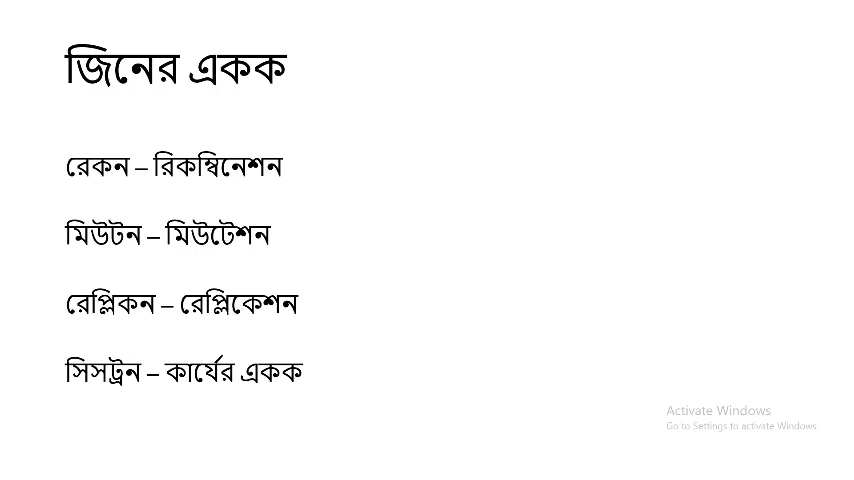 জিনের একক
রেকন – রিকম্বিনেশন
মিউটন – মিউটেশন
রেপ্লিকন – রেপ্লিকেশন
সিসট্রন – কার্যের একক
Activate Windows
Go to Settings to activate Windows.